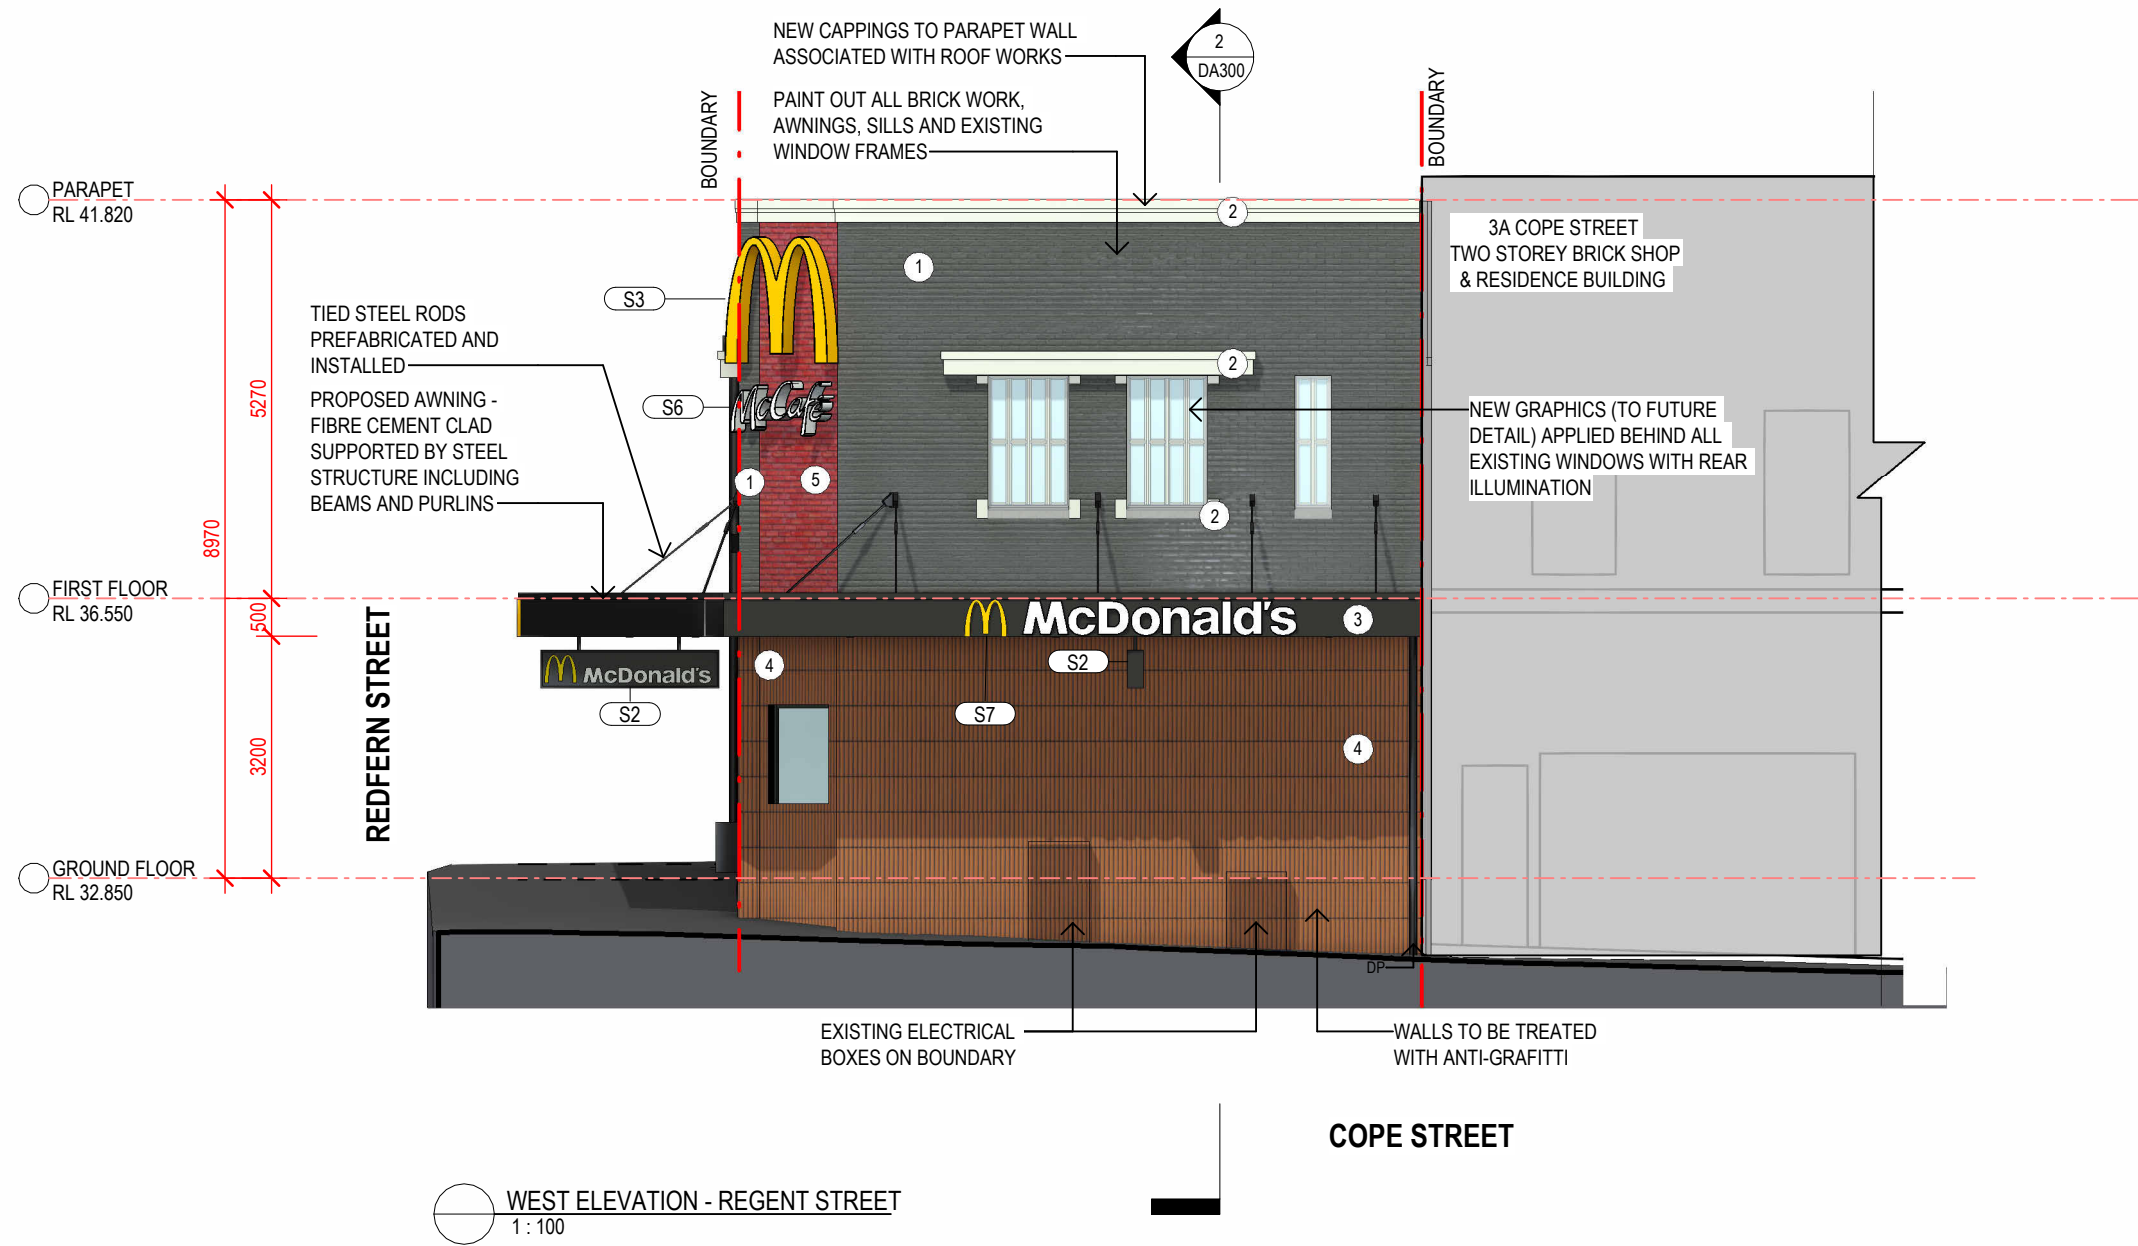 NEW CAPPINGS TO PARAPET WALL
ASSOCIATED WITH ROOF WORKS
2
DA300
PAINT OUT ALL BRICK WORK,
AWNINGS, SILLS AND EXISTING
WINDOW FRAMES
BOUNDARY
BOUNDARY
PARAPET
RL 41.820
2
3A COPE STREET
TWO STOREY BRICK SHOP
& RESIDENCE BUILDING
1
S3
TIED STEEL RODS
PREFABRICATED AND
INSTALLED
2
5270
PROPOSED AWNING -
FIBRE CEMENT CLAD
SUPPORTED BY STEEL
STRUCTURE INCLUDING
BEAMS AND PURLINS
S6
McCafé
NEW GRAPHICS (TO FUTURE
DETAIL) APPLIED BEHIND ALL
EXISTING WINDOWS WITH REAR
ILLUMINATION
1
5
2
8970
FIRST FLOOR
RL 36.550
500
McDonald's
3
REDFERN STREET
McDonald's
4
S2
S2
S7
4
3200
GROUND FLOOR
RL 32.850
DP
EXISTING ELECTRICAL
BOXES ON BOUNDARY
WALLS TO BE TREATED
WITH ANTI-GRAFITTI
COPE STREET
WEST ELEVATION - REGENT STREET
1 : 100